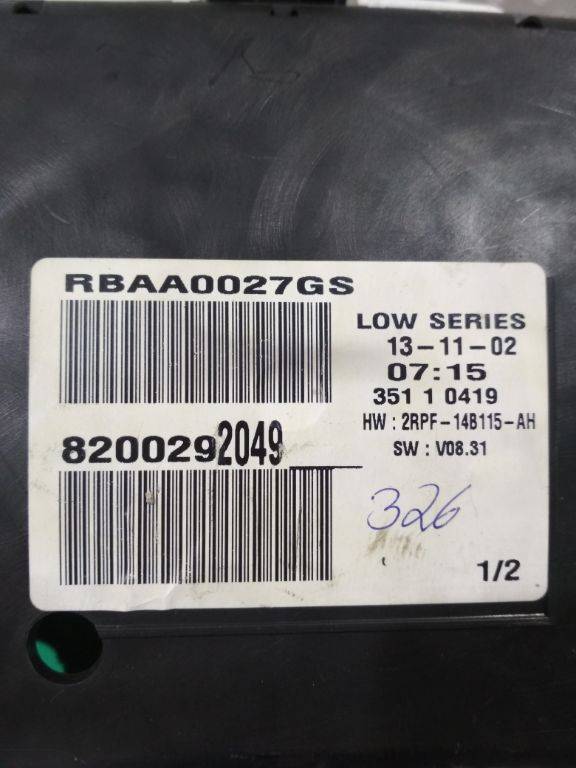 RBAA0027GS
LOW SERIES
13-11-02
07:15
351 1 0419
HW : 2RPF-14B115-AH
SW : V08.31
8200292049
326
1/2